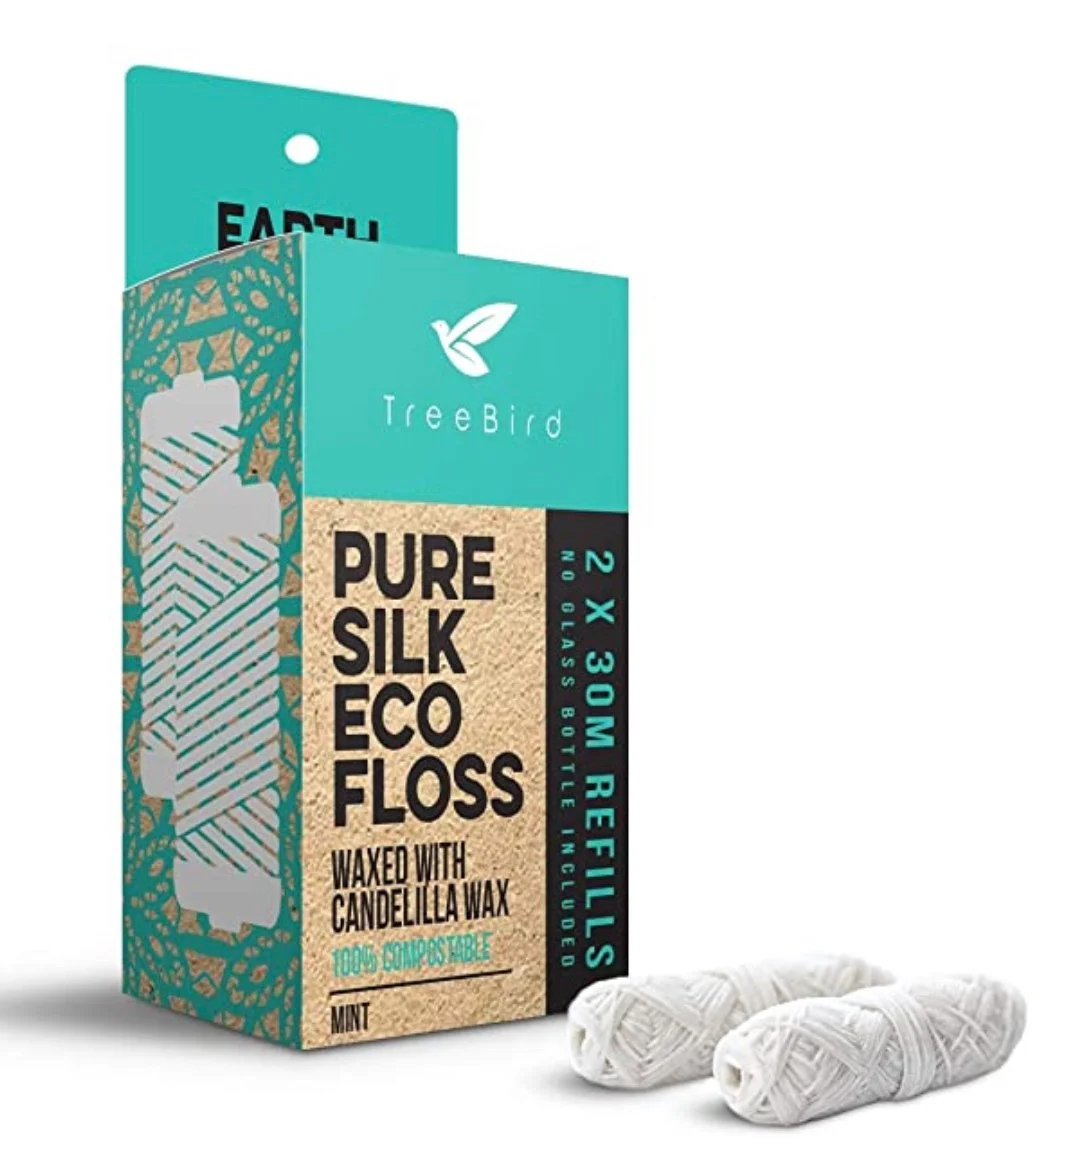 EARTH
TreeBird
PURE
SILK
ECO
FLOSS
WAXED WITH
CANDELILLA WAX
100% COMPOSTABLE
MINT
2 X 30M REFILLS
NO GLASS BOTTLE INCLUDED